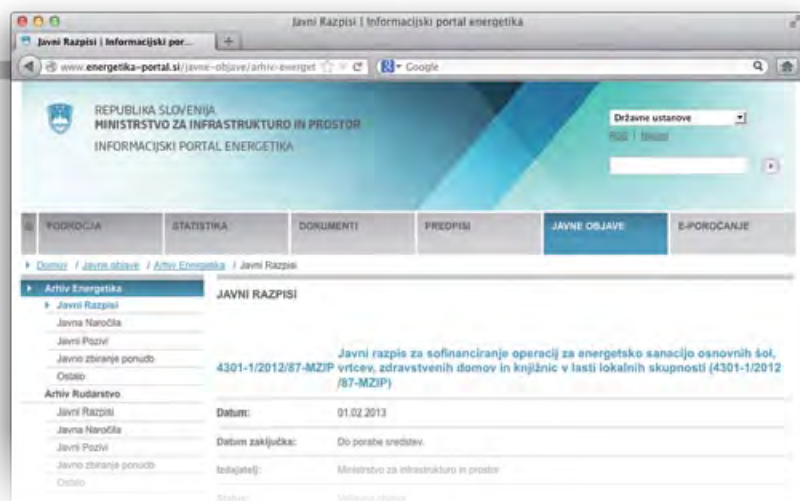 Javni Razpisi | Informacijski portal energetika
Javni Razpisi | Informacijski por...
www.energetika-portal.si/javne-objave/arhiv-energet
Google
REPUBLIKA SLOVENIJA
MINISTRSTVO ZA INFRASTRUKTURO IN PROSTOR
INFORMACIJSKI PORTAL ENERGETIKA
Državne ustanove
PODROČJA
STATISTIKA
DOKUMENTI
PREDPISI
JAVNE OBJAVE
E-POROČANJE
Domov / Javne objave / Arhiv Energetika / Javni Razpisi
Arhiv Energetika
Javni Razpisi
Javna Naročila
Javni Pozivi
Javno zbiranje ponudb
Ostalo
Arhiv Rudarstvo
Javni Razpisi
Javna Naročila
Javni Pozivi
Javno zbiranje ponudb
Ostalo
JAVNI RAZPISI
4301-1/2012/87-MZIP
Javni razpis za sofinanciranje operacij za energetsko sanacijo osnovnih šol,
vrtcev, zdravstvenih domov in knjižnic v lasti lokalnih skupnosti (4301-1/2012
/87-MZIP)
Datum: 01.02.2013
Datum zaključka: Do porabe sredstev.
Izdajatelj: Ministrstvo za infrastrukturo in prostor
Status: